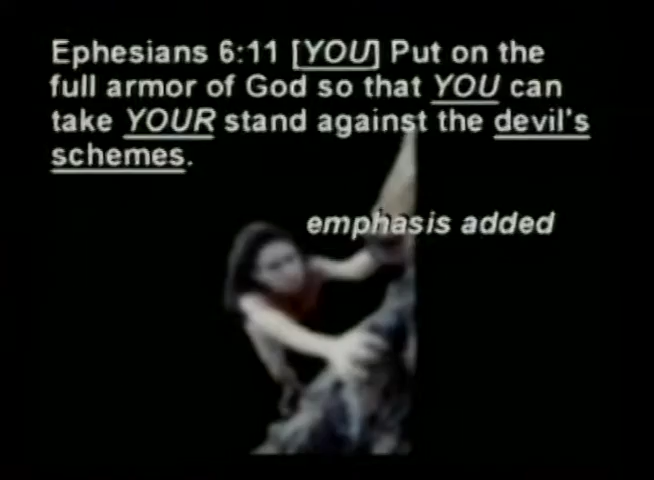 Ephesians 6:11 [YOU] Put on the
full armor of God so that YOU can
take YOUR stand against the devil's
schemes.
emphasis added